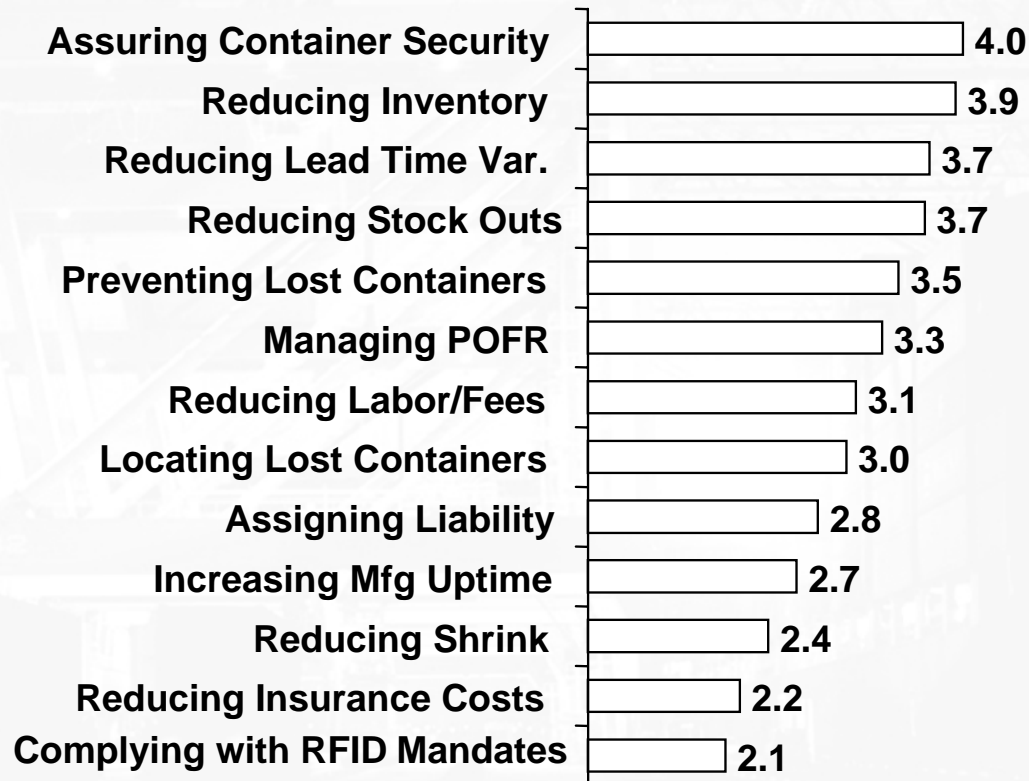 Assuring Container Security 4.0
Reducing Inventory 3.9
Reducing Lead Time Var. 3.7
Reducing Stock Outs 3.7
Preventing Lost Containers 3.5
Managing POFR 3.3
Reducing Labor/Fees 3.1
Locating Lost Containers 3.0
Assigning Liability 2.8
Increasing Mfg Uptime 2.7
Reducing Shrink 2.4
Reducing Insurance Costs 2.2
Complying with RFID Mandates 2.1